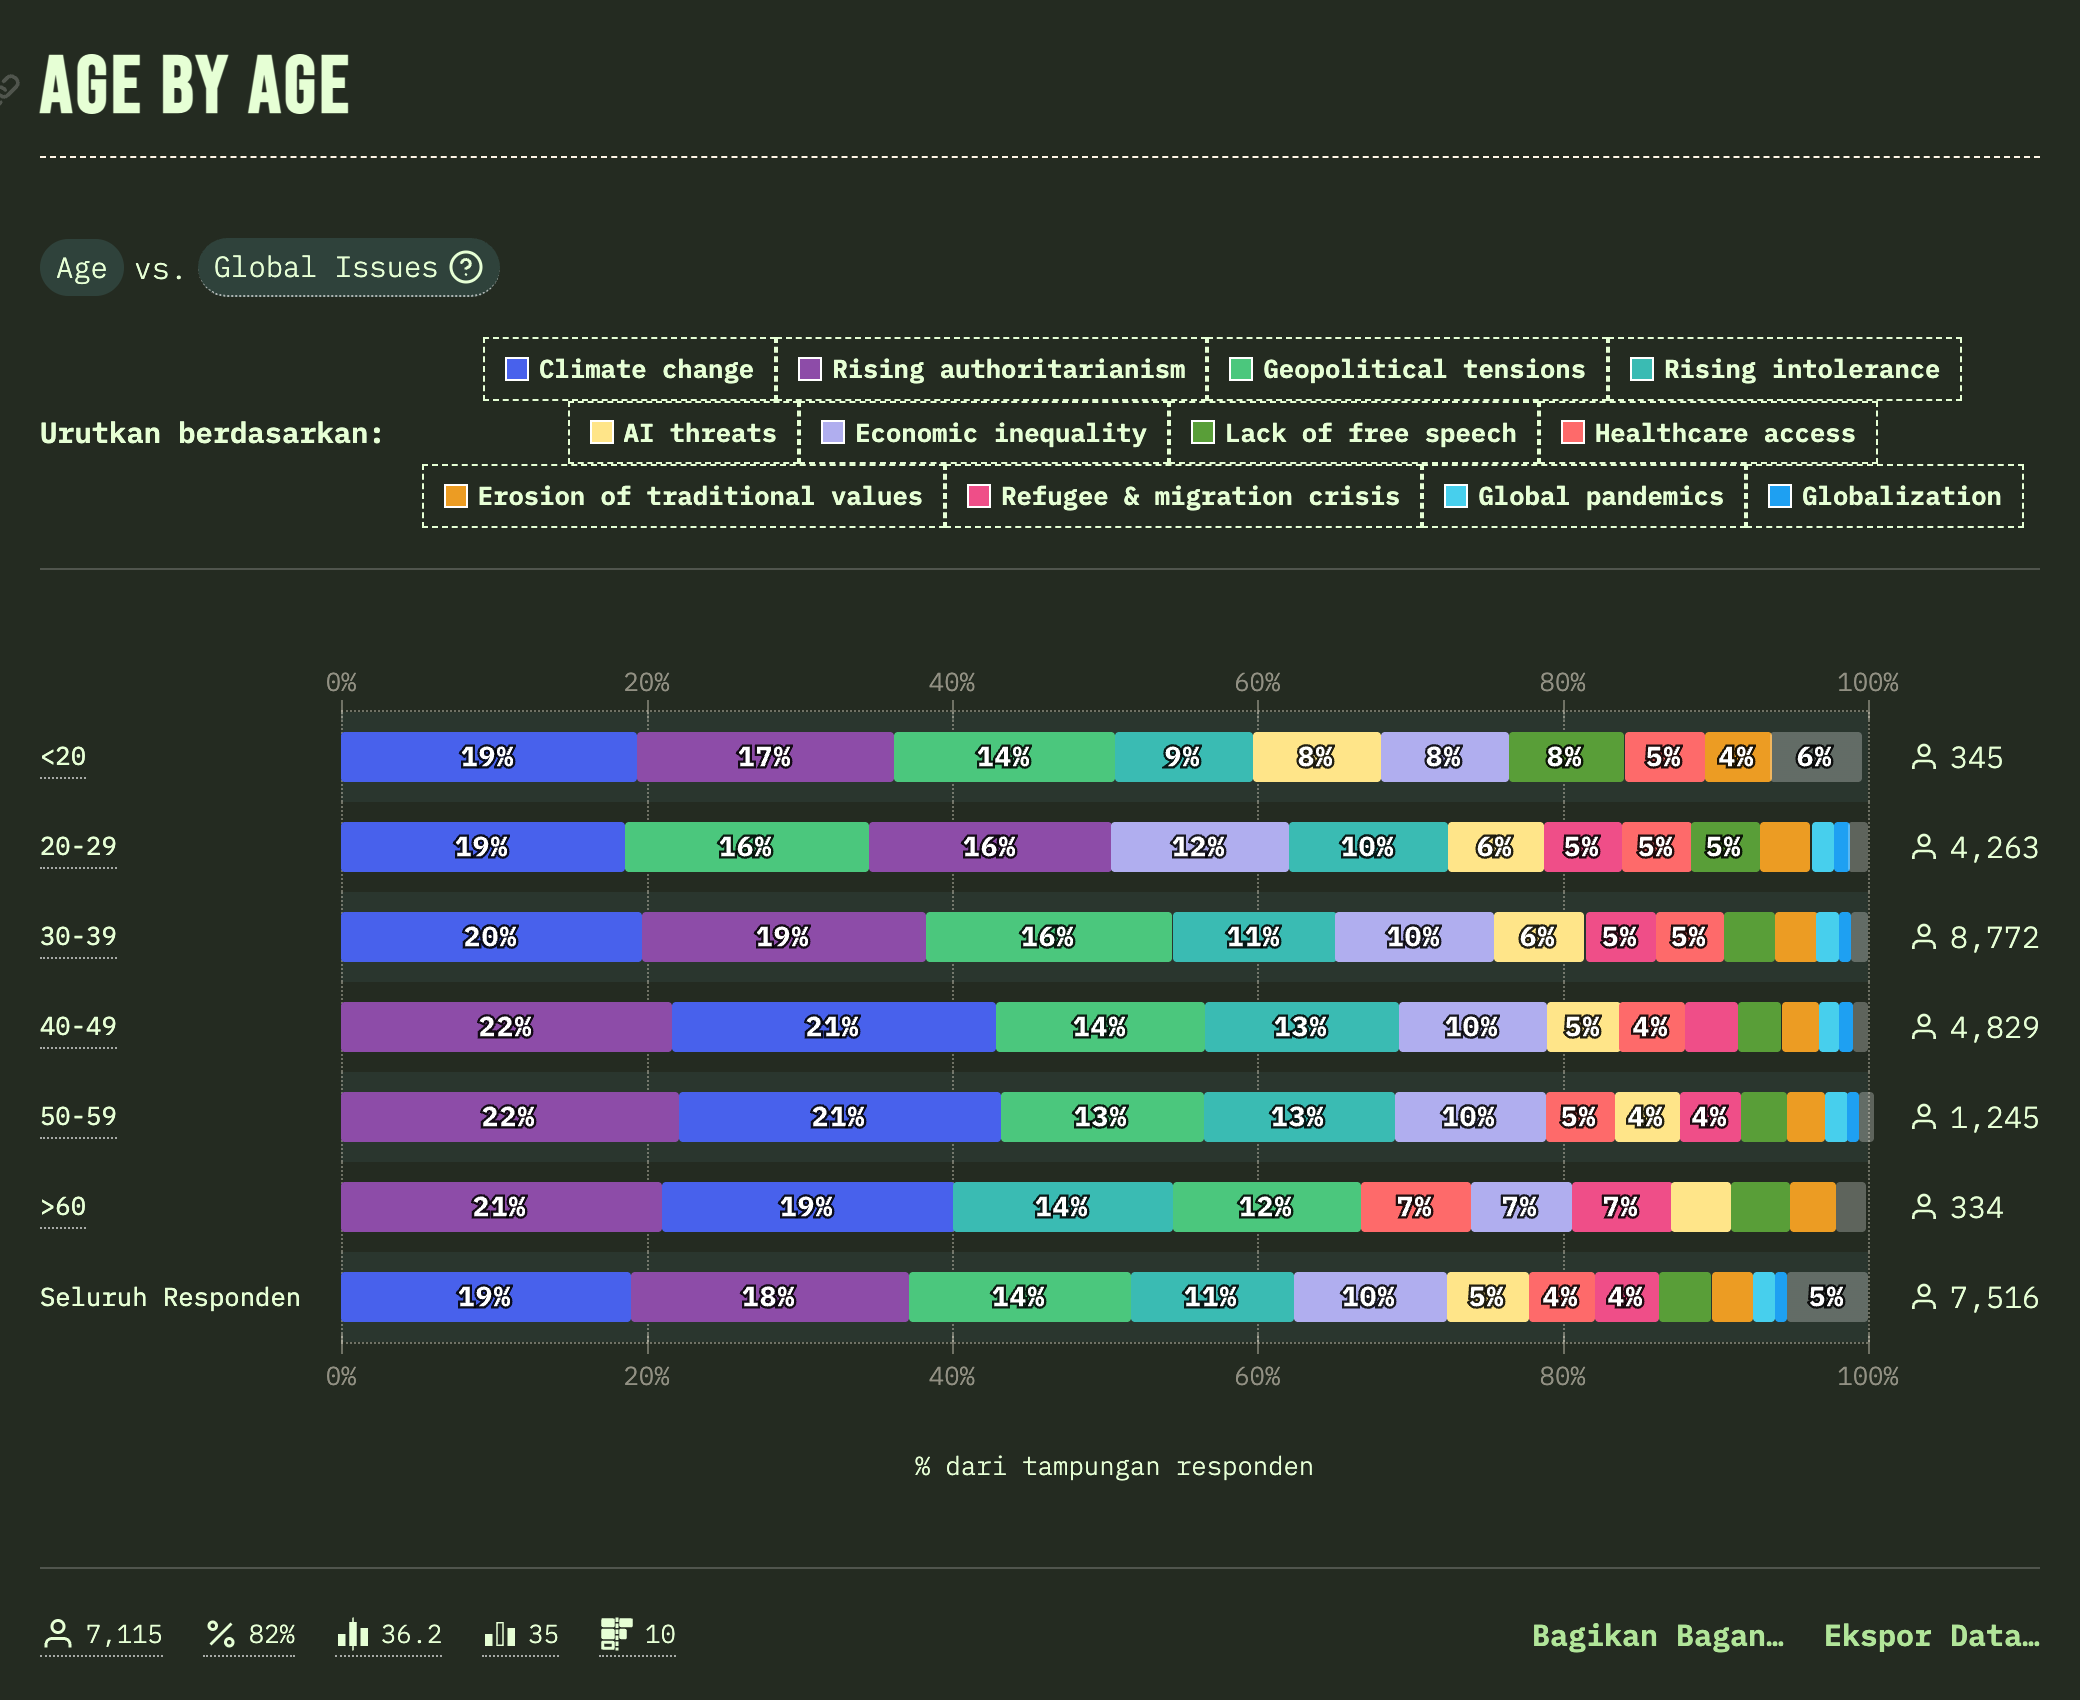 AGE BY AGE
Age vs. Global Issues ?
Climate change Rising authoritarianism Geopolitical tensions Rising intolerance
Urutkan berdasarkan: AI threats Economic inequality Lack of free speech Healthcare access
Erosion of traditional values Refugee & migration crisis Global pandemics Globalization
0% 20% 40% 60% 80% 100%
<20 19% 17% 14% 9% 8% 8% 8% 5% 4% 6% 345
20-29 19% 16% 16% 12% 10% 6% 5% 5% 5% 4,263
30-39 20% 19% 16% 11% 10% 6% 5% 5% 8,772
40-49 22% 21% 14% 13% 10% 5% 4% 4,829
50-59 22% 21% 13% 13% 10% 5% 4% 4% 1,245
>60 21% 19% 14% 12% 7% 7% 7% 334
Seluruh Responden 19% 18% 14% 11% 10% 5% 4% 4% 5% 7,516
0% 20% 40% 60% 80% 100%
% dari tampungan responden
7,115 82% 36.2 35 10 Bagikan Bagan… Ekspor Data…